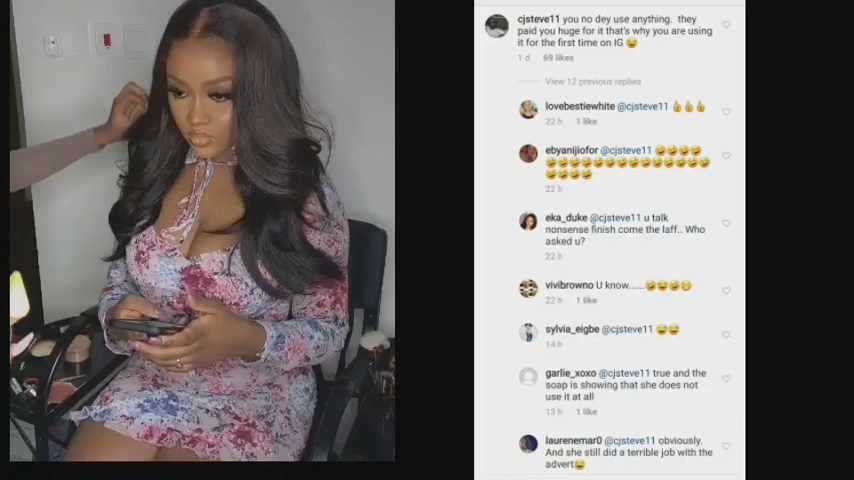 cjsteve11 you no dey use anything. they
paid you huge for it that's why you are using
it for the first time on IG 😂
1 d 69 likes
View 12 previous replies
lovebestiewhite @cjsteve11 👍👍👍
22 h 1 like
ebyanijiofor @cjsteve11 🤣🤣🤣🤣
🤣🤣🤣🤣🤣🤣🤣🤣🤣🤣🤣🤣🤣🤣
🤣🤣🤣🤣
22 h
eka_duke @cjsteve11 u talk
nonsense finish come the laff.. Who
asked u?
22 h
vivibrowno U know......🤣😂🤣😊
22 h 1 like
sylvia_eigbe @cjsteve11 😅😅
14 h
garlie_xoxo @cjsteve11 true and the
soap is showing that she does not
use it at all
13 h 1 like
laurenemar0 @cjsteve11 obviously.
And she still did a terrible job with the
advert😂